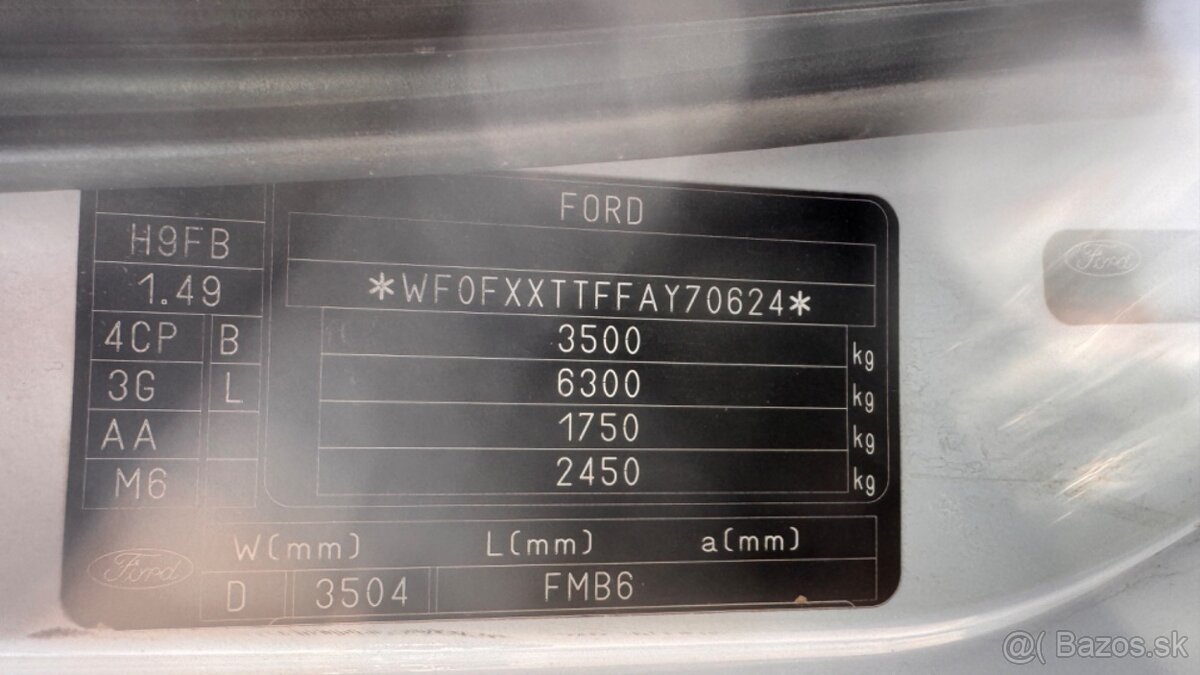 FORD
H9FB
1.49
*WF0FXXTTFFAY70624*
4CP B
3500 kg
3G L
6300 kg
AA
1750 kg
M6
2450 kg
W(mm) L(mm) a(mm)
Ford
D 3504 FMB6
Ford
@( Bazos.sk